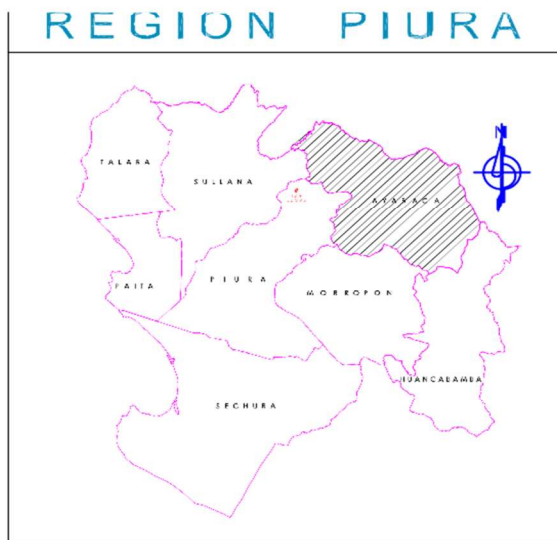 REGION PIURA
N
TALARA
SULLANA
AYABACA
PIURA
PAITA
MORROPON
HUANCABAMBA
SECHURA